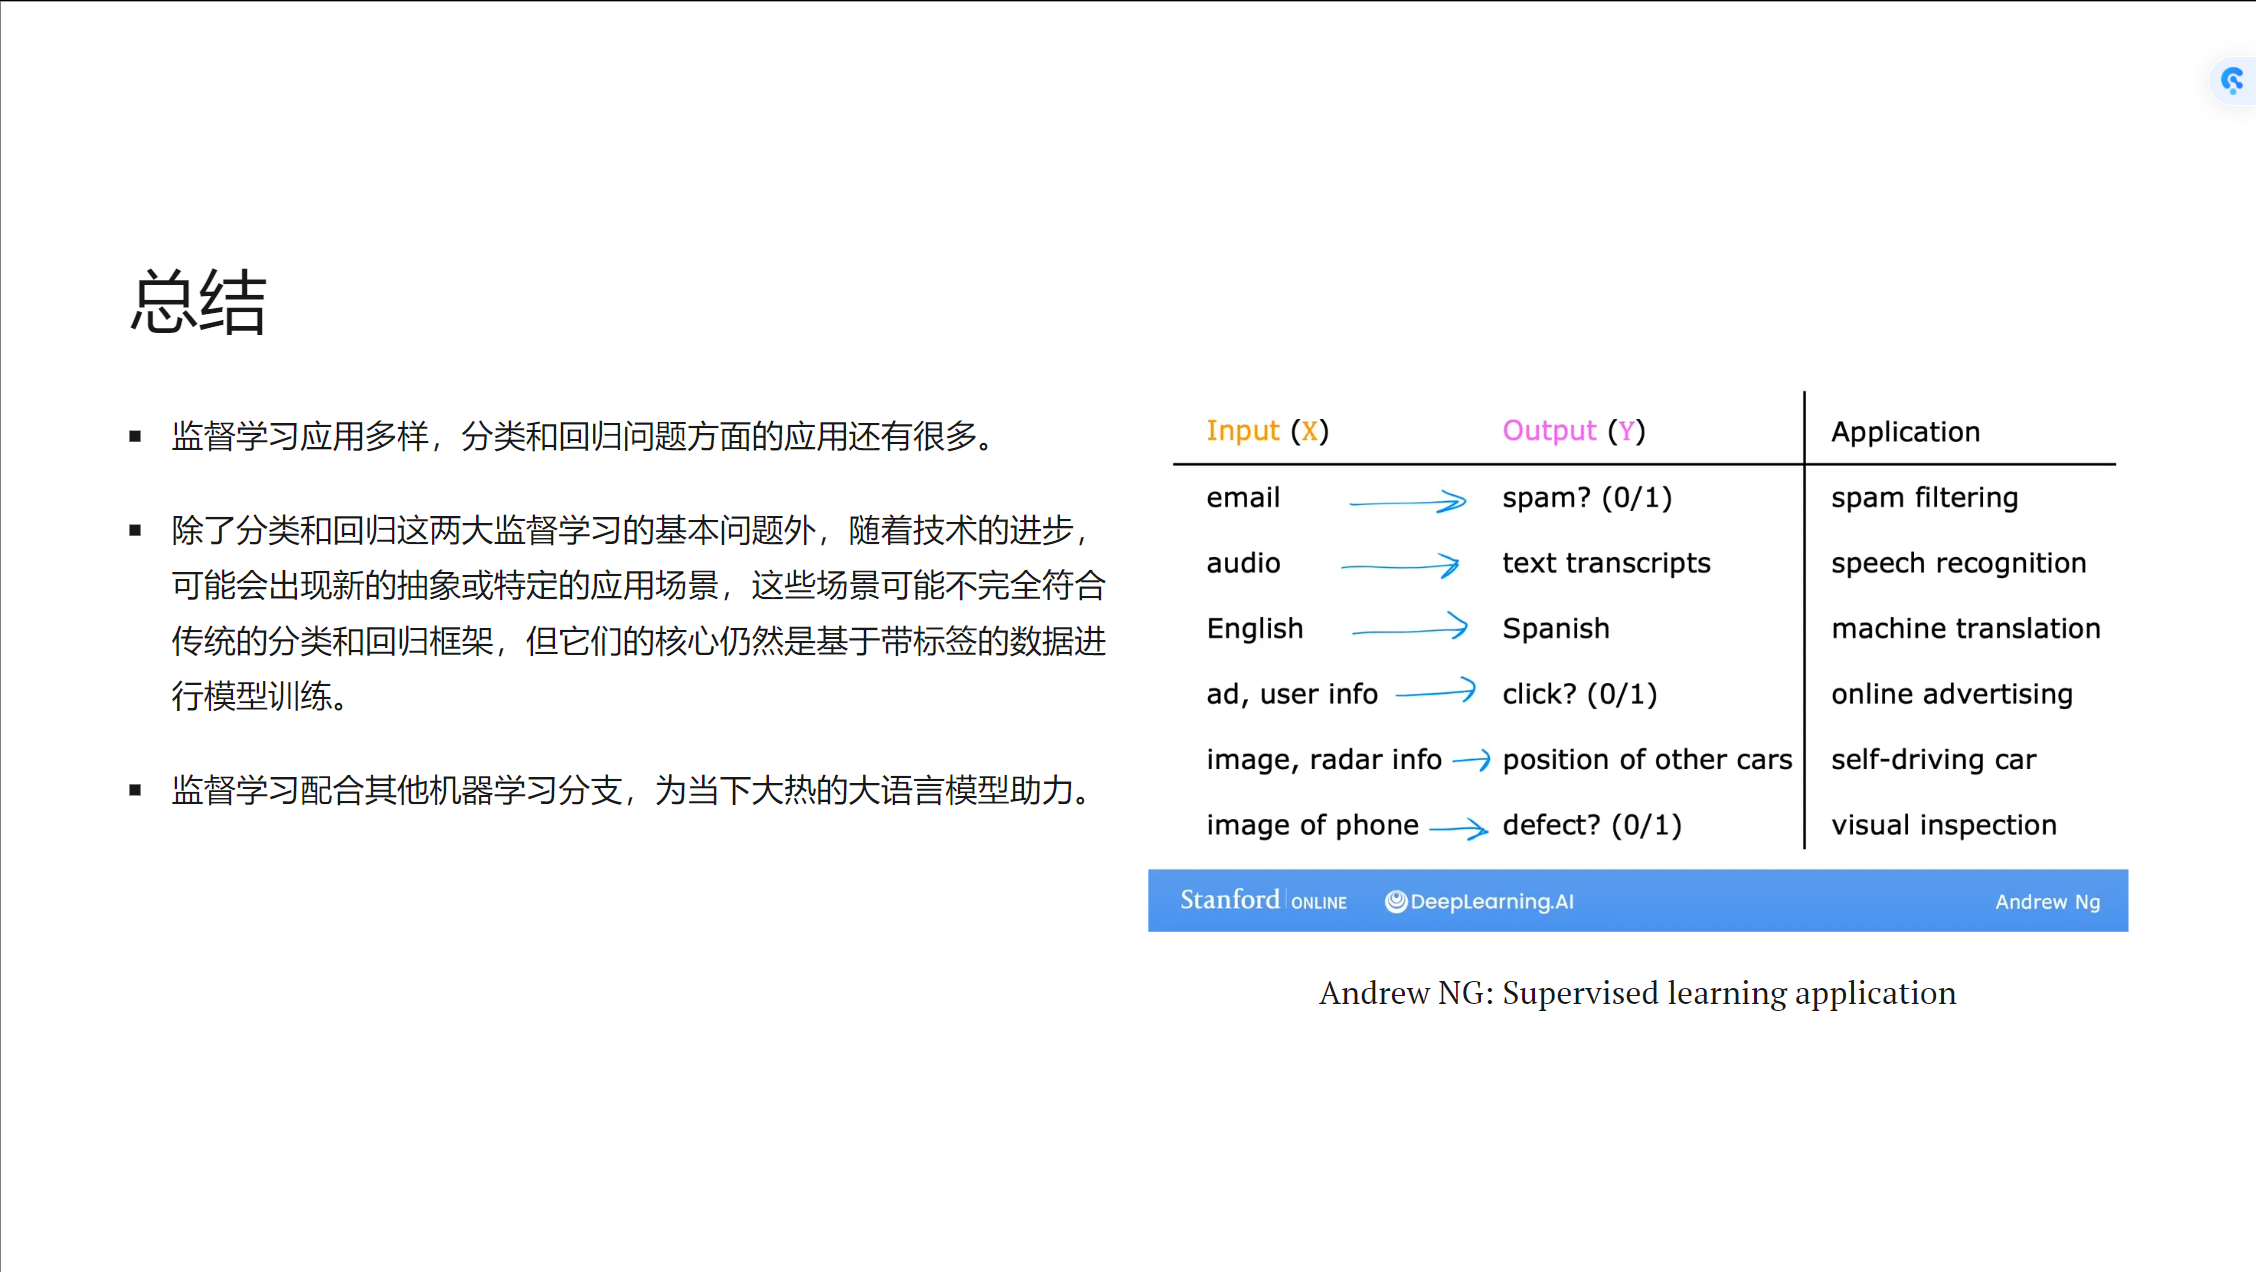 总结
▪ 监督学习应用多样，分类和回归问题方面的应用还有很多。
▪ 除了分类和回归这两大监督学习的基本问题外，随着技术的进步，
可能会出现新的抽象或特定的应用场景，这些场景可能不完全符合
传统的分类和回归框架，但它们的核心仍然是基于带标签的数据进
行模型训练。
▪ 监督学习配合其他机器学习分支，为当下大热的大语言模型助力。
Input (X) Output (Y) Application
email → spam? (0/1) spam filtering
audio → text transcripts speech recognition
English → Spanish machine translation
ad, user info → click? (0/1) online advertising
image, radar info → position of other cars self-driving car
image of phone → defect? (0/1) visual inspection
Stanford | ONLINE DeepLearning.AI Andrew Ng
Andrew NG: Supervised learning application